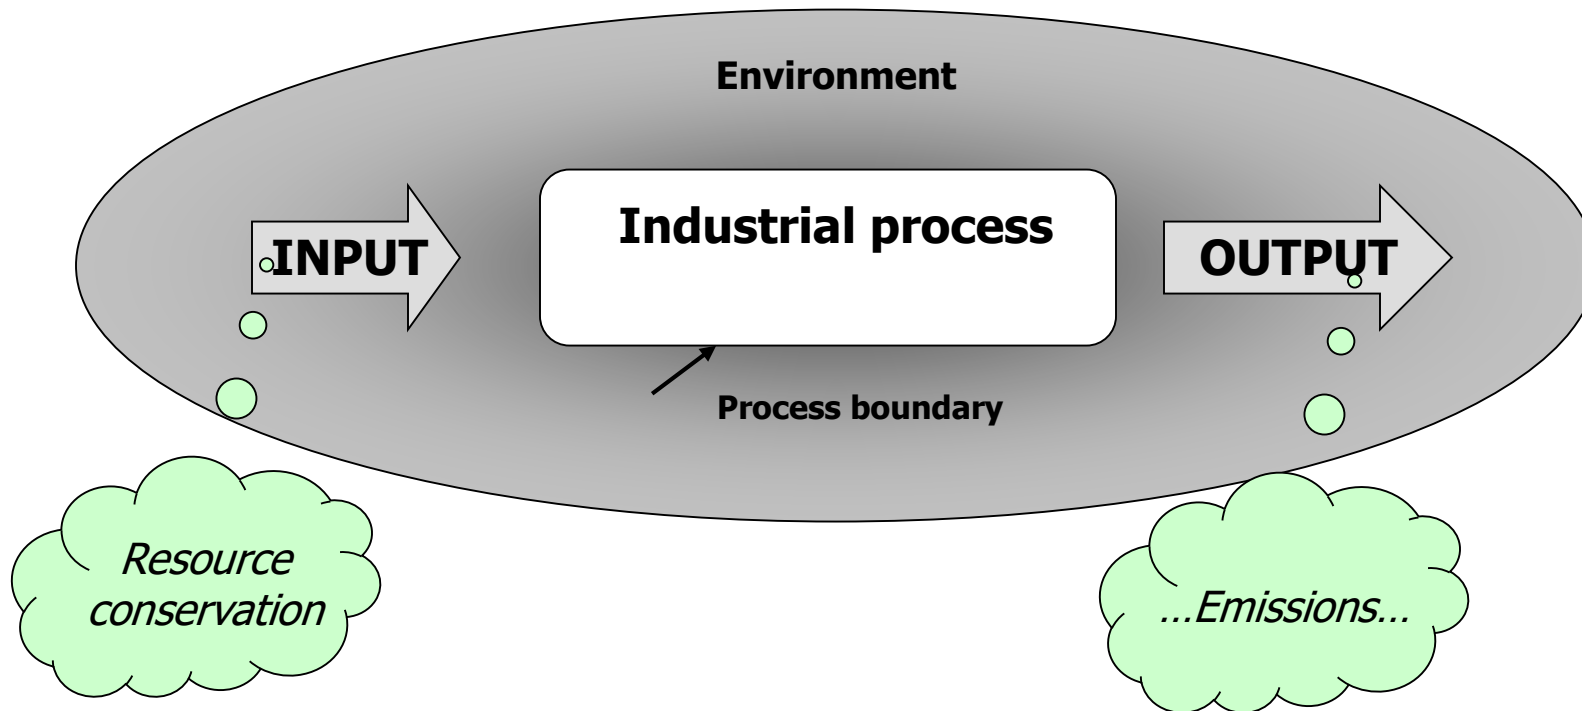 Environment
Industrial process
INPUT
OUTPUT
Process boundary
Resource
conservation
...Emissions...